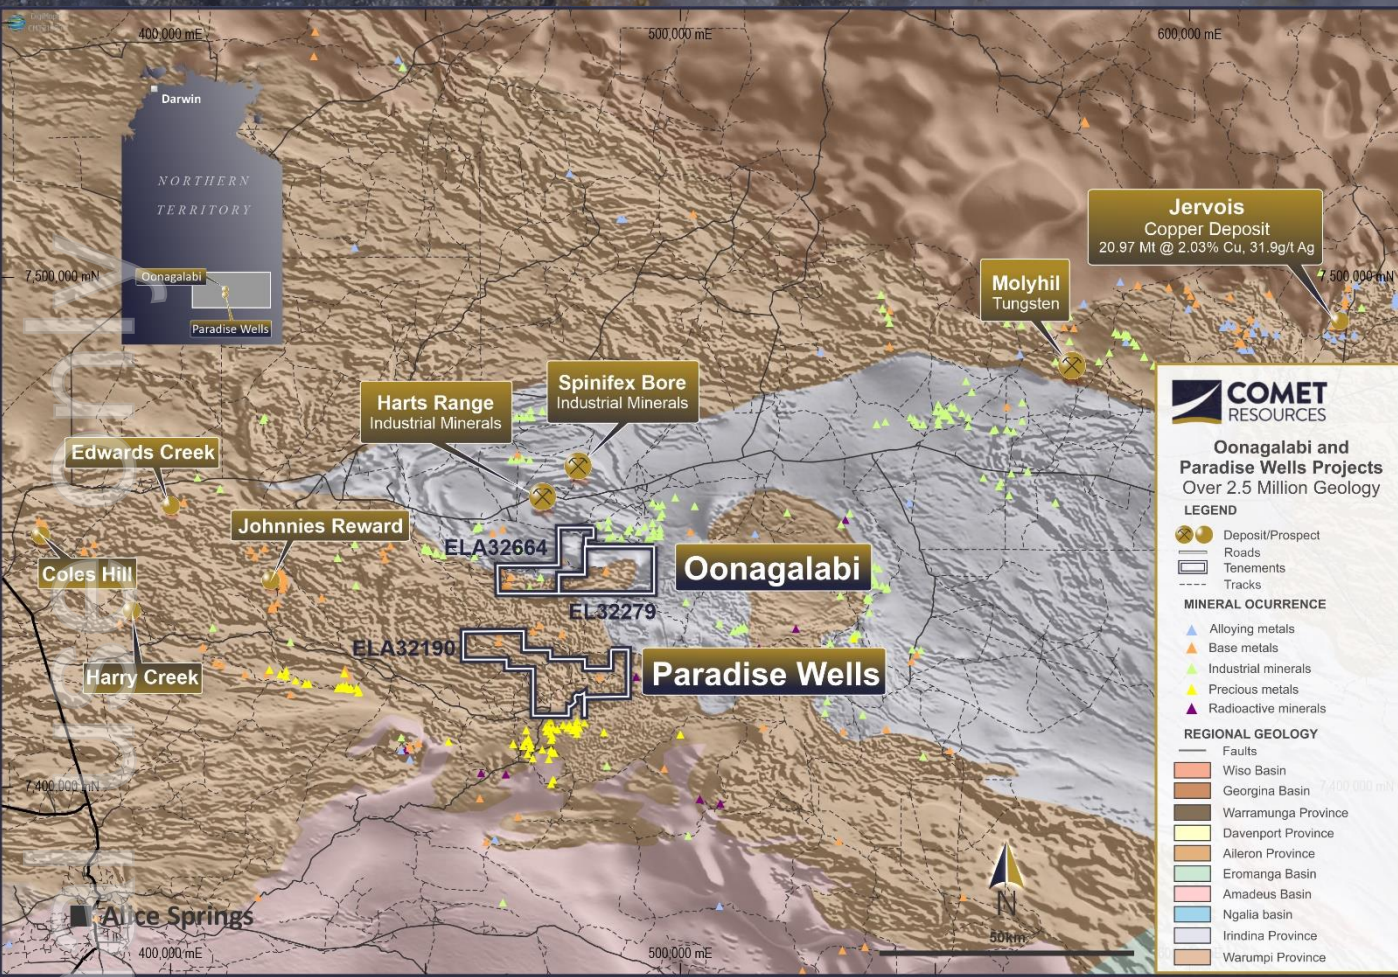 400,000 mE
500,000 mE
600,000 mE
Darwin
NORTHERN
TERRITORY
Oonagalabi
Paradise Wells
7,500,000 mN
7 500,000 mN
Jervois
Copper Deposit
20.97 Mt @ 2.03% Cu, 31.9g/t Ag
Molyhil
Tungsten
Spinifex Bore
Industrial Minerals
Harts Range
Industrial Minerals
Edwards Creek
Johnnies Reward
Coles Hill
Harry Creek
ELA32664
Oonagalabi
EL32279
ELA32190
Paradise Wells
7 400,000 mN
7 400 000 mN
Alice Springs
400,000 mE
500,000 mE
N
50km
COMET
RESOURCES
Oonagalabi and
Paradise Wells Projects
Over 2.5 Million Geology
LEGEND
Deposit/Prospect
Roads
Tenements
Tracks
MINERAL OCURRENCE
Alloying metals
Base metals
Industrial minerals
Precious metals
Radioactive minerals
REGIONAL GEOLOGY
Faults
Wiso Basin
Georgina Basin
Warramunga Province
Davenport Province
Aileron Province
Eromanga Basin
Amadeus Basin
Ngalia basin
Irindina Province
Warumpi Province
only